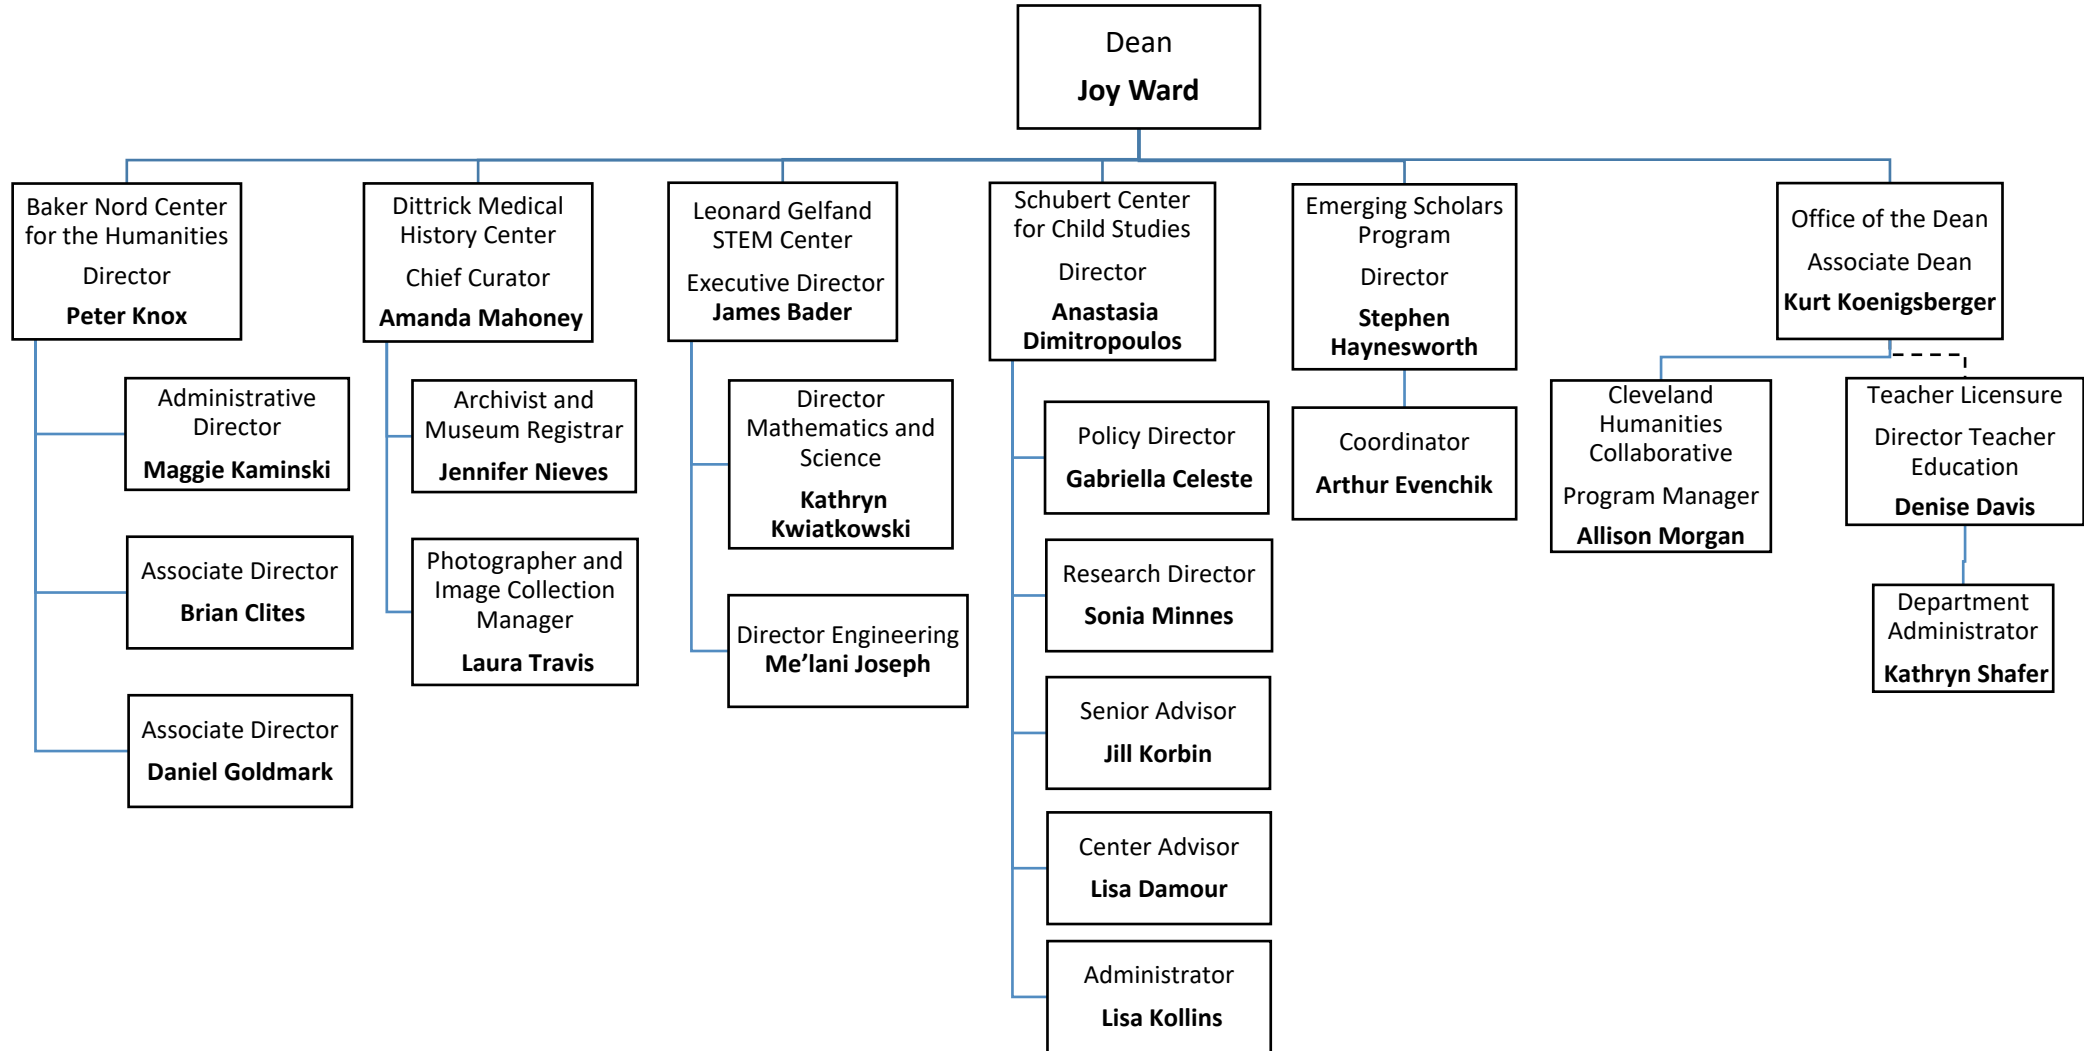 Dean
Joy Ward
Baker Nord Center
for the Humanities
Director
Peter Knox
Administrative
Director
Maggie Kaminski
Associate Director
Brian Clites
Associate Director
Daniel Goldmark
Dittrick Medical
History Center
Chief Curator
Amanda Mahoney
Archivist and
Museum Registrar
Jennifer Nieves
Photographer and
Image Collection
Manager
Laura Travis
Leonard Gelfand
STEM Center
Executive Director
James Bader
Director
Mathematics and
Science
Kathryn
Kwiatkowski
Director Engineering
Me’lani Joseph
Schubert Center
for Child Studies
Director
Anastasia
Dimitropoulos
Policy Director
Gabriella Celeste
Research Director
Sonia Minnes
Senior Advisor
Jill Korbin
Center Advisor
Lisa Damour
Administrator
Lisa Kollins
Emerging Scholars
Program
Director
Stephen
Haynesworth
Coordinator
Arthur Evenchik
Office of the Dean
Associate Dean
Kurt Koenigsberger
Cleveland
Humanities
Collaborative
Program Manager
Allison Morgan
Teacher Licensure
Director Teacher
Education
Denise Davis
Department
Administrator
Kathryn Shafer